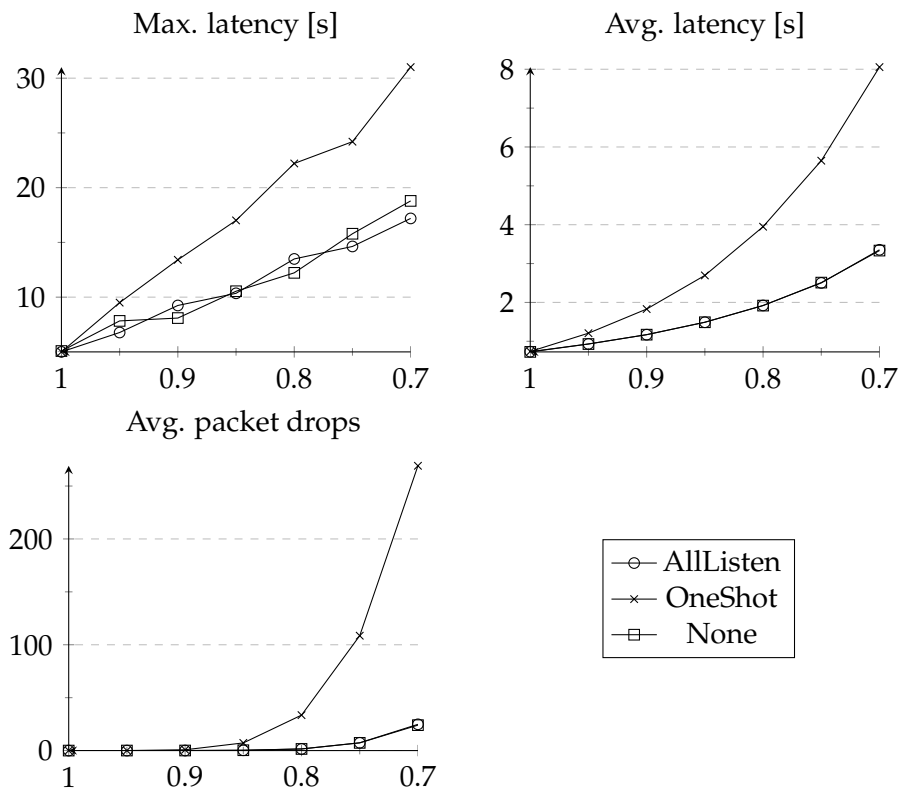 Max. latency [s]
30
20
10
1 0.9 0.8 0.7
Avg. latency [s]
8
6
4
2
1 0.9 0.8 0.7
Avg. packet drops
200
100
0
1 0.9 0.8 0.7
AllListen
OneShot
None